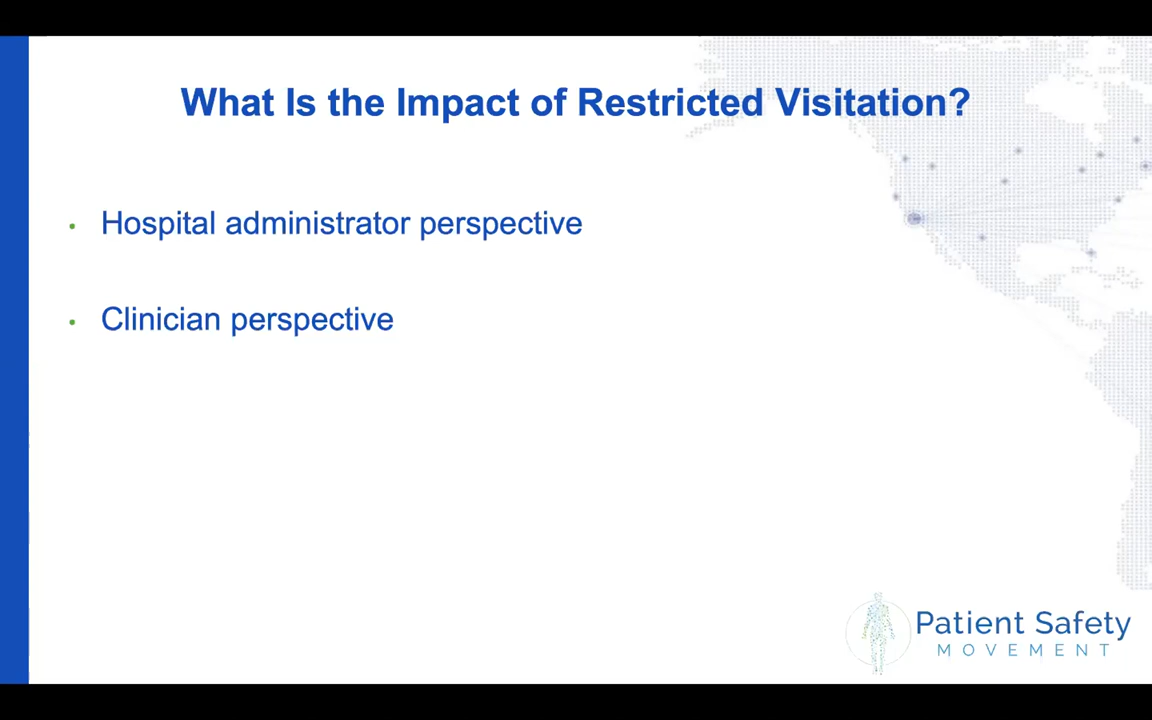 What Is the Impact of Restricted Visitation?
• Hospital administrator perspective
• Clinician perspective
Patient Safety
MOVEMENT